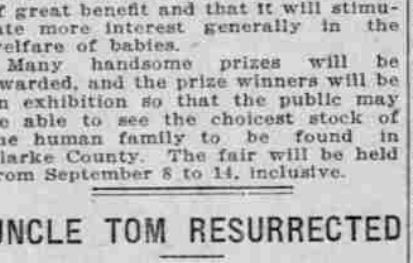 f great benefit and that it will stimu-
ate more interest generally in the
welfare of babies.
Many handsome prizes will be
warded, and the prize winners will be
n exhibition so that the public may
e able to see the choicest stock of
he human family to be found in
larke County. The fair will be held
rom September 8 to 14, inclusive.
UNCLE TOM RESURRECTED